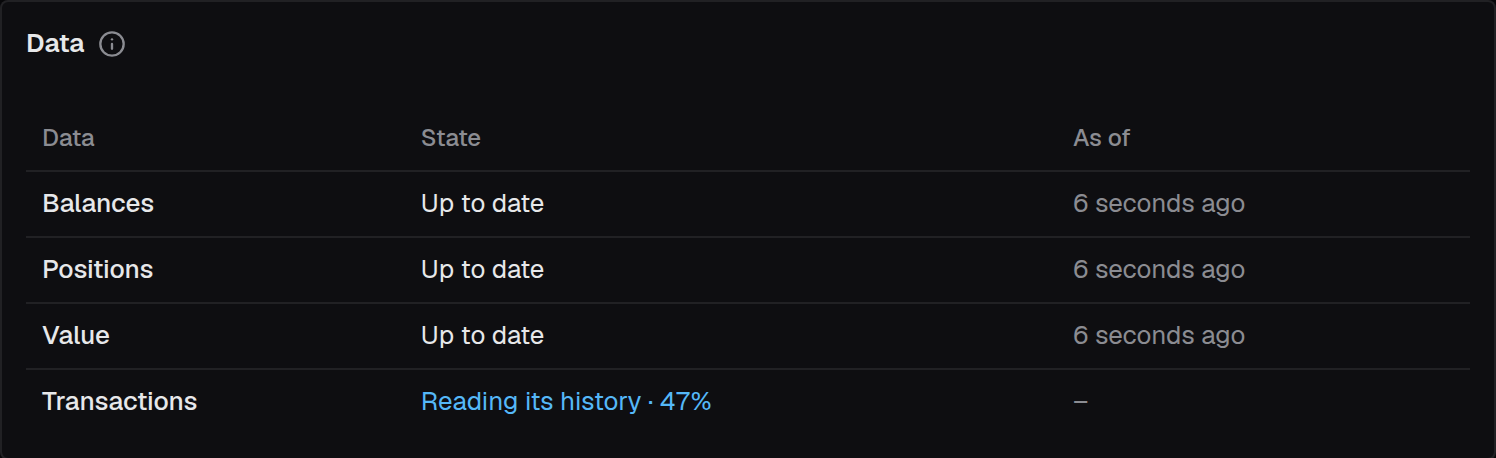 Data
Data State As of
Balances Up to date 6 seconds ago
Positions Up to date 6 seconds ago
Value Up to date 6 seconds ago
Transactions Reading its history · 47% –